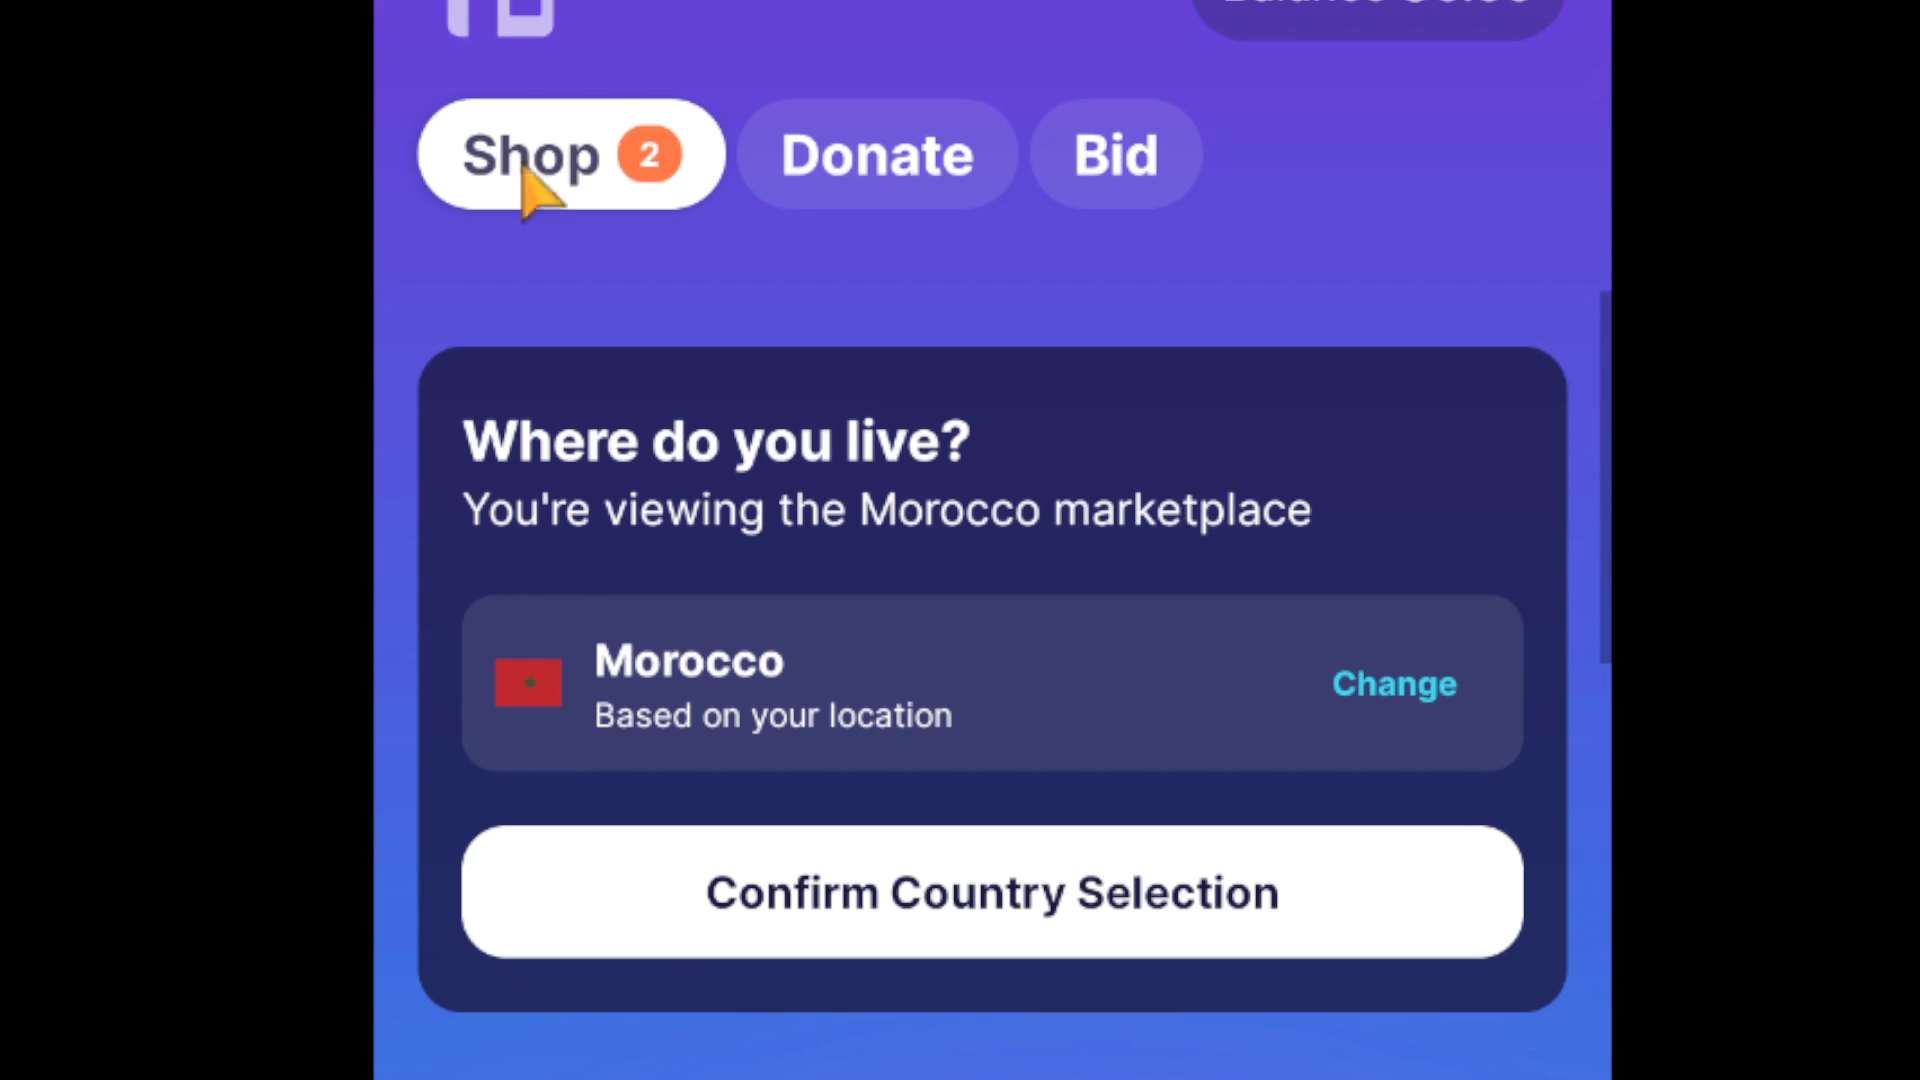 Shop 2 Donate Bid
Where do you live?
You're viewing the Morocco marketplace
Morocco
Based on your location
Change
Confirm Country Selection